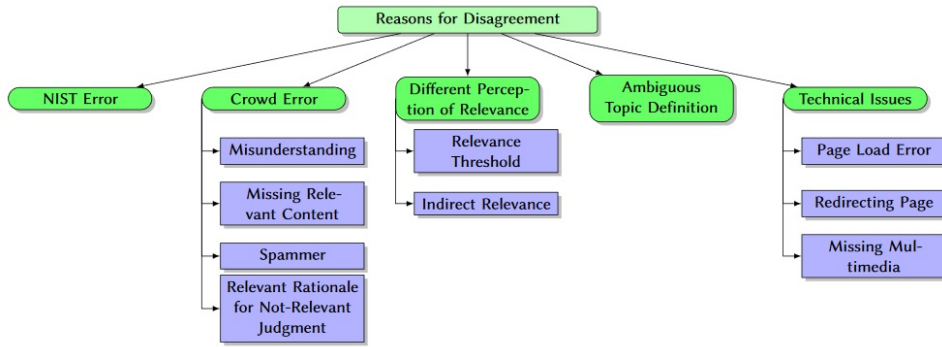 Reasons for Disagreement
NIST Error
Crowd Error
Different Percep-
tion of Relevance
Ambiguous
Topic Definition
Technical Issues
Misunderstanding
Missing Rele-
vant Content
Spammer
Relevant Rationale
for Not-Relevant
Judgment
Relevance
Threshold
Indirect Relevance
Page Load Error
Redirecting Page
Missing Mul-
timedia